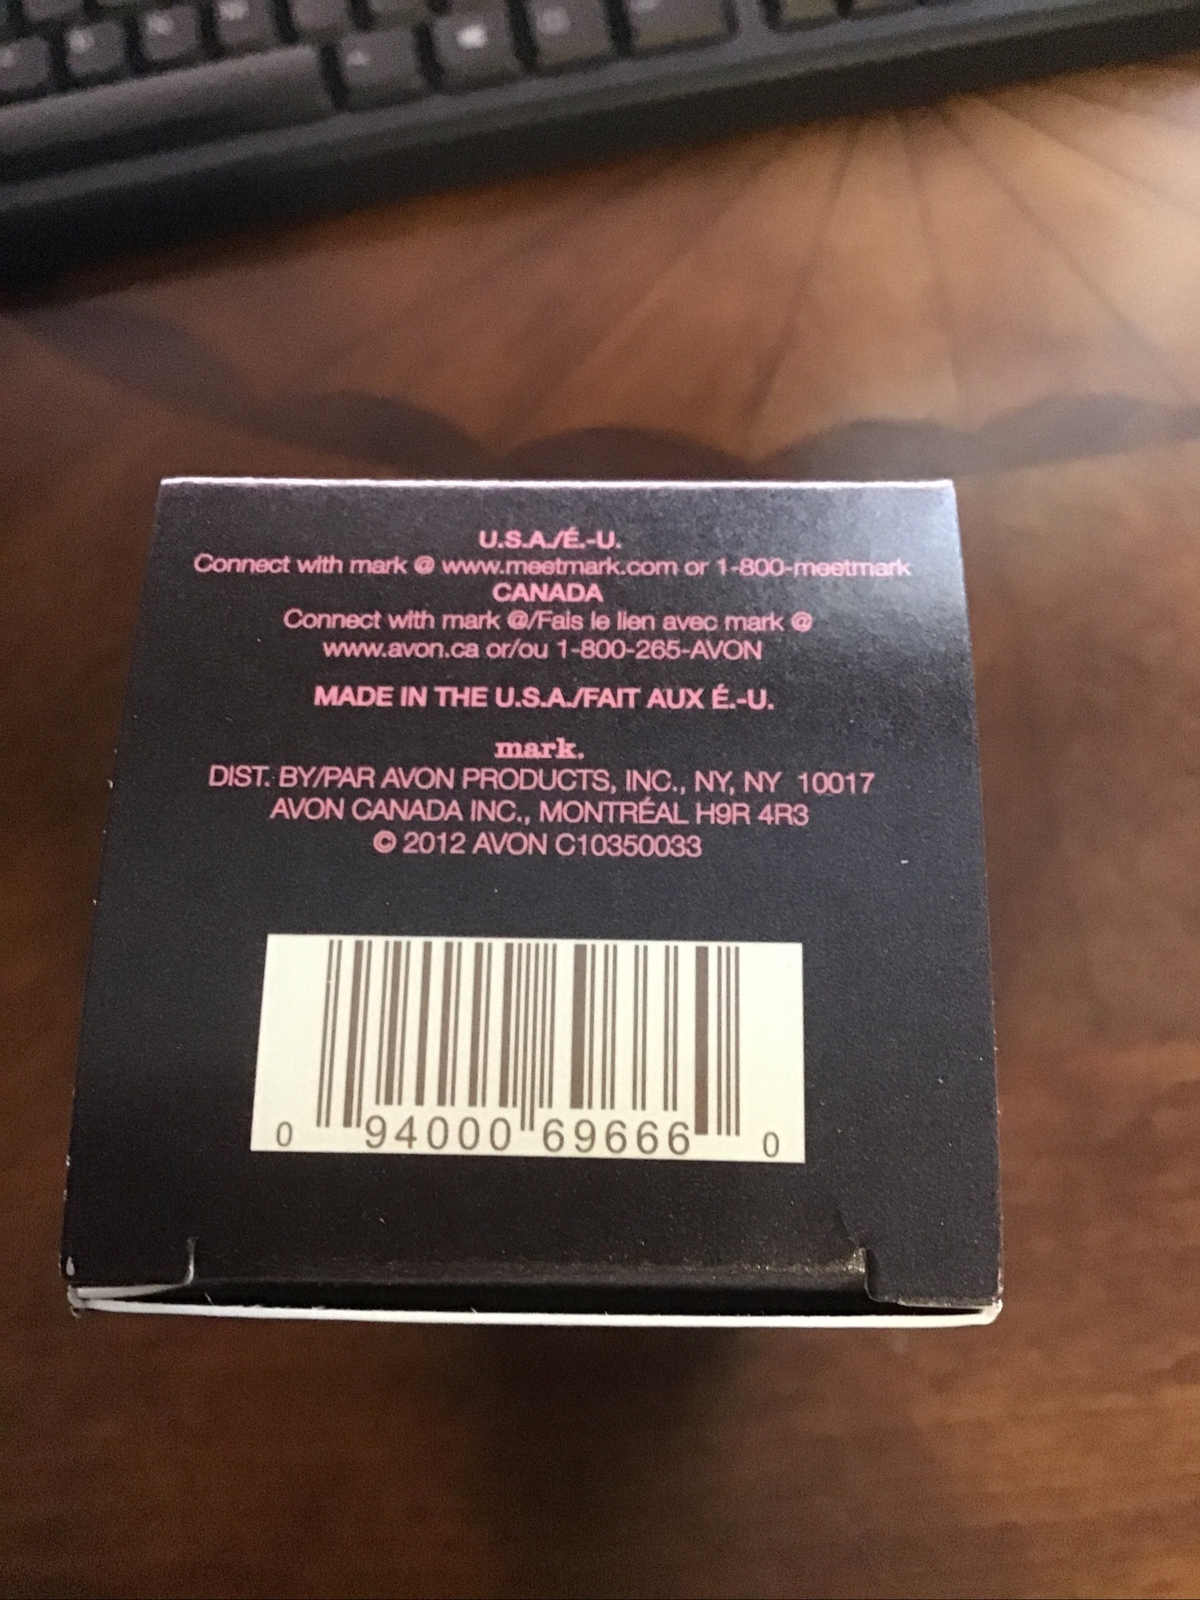 U.S.A./É.-U.
Connect with mark @ www.meetmark.com or 1-800-meetmark
CANADA
Connect with mark @/Fais le lien avec mark @
www.avon.ca or/ou 1-800-265-AVON
MADE IN THE U.S.A./FAIT AUX É.-U.
mark.
DIST. BY/PAR AVON PRODUCTS, INC., NY, NY 10017
AVON CANADA INC., MONTRÉAL H9R 4R3
© 2012 AVON C10350033
0 94000 69666 0